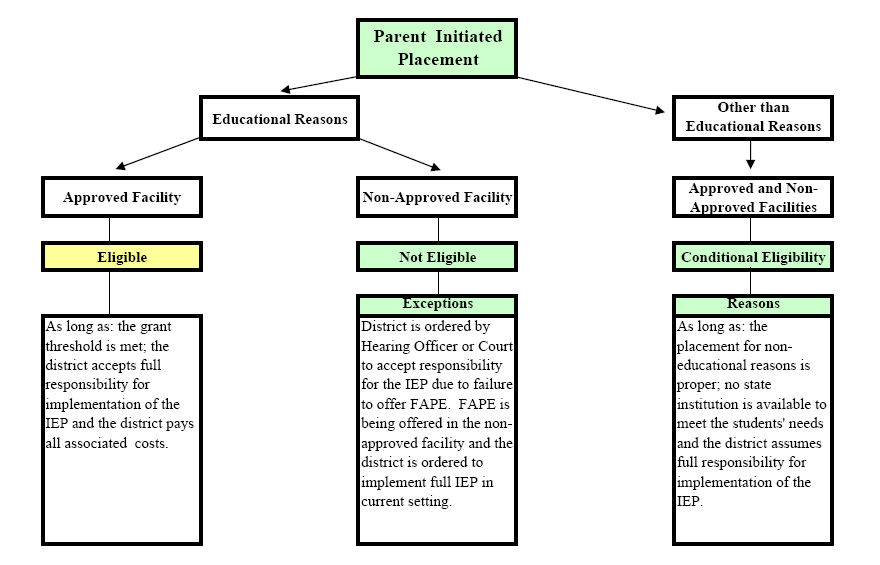 Parent Initiated
Placement
Educational Reasons
Other than
Educational Reasons
Approved Facility
Non-Approved Facility
Approved and Non-
Approved Facilities
Eligible
Not Eligible
Conditional Eligibility
As long as: the grant
threshold is met; the
district accepts full
responsibility for
implementation of the
IEP and the district pays
all associated costs.
Exceptions
District is ordered by
Hearing Officer or Court
to accept responsibility
for the IEP due to failure
to offer FAPE. FAPE is
being offered in the non-
approved facility and the
district is ordered to
implement full IEP in
current setting.
Reasons
As long as: the
placement for non-
educational reasons is
proper; no state
institution is available to
meet the students' needs
and the district assumes
full responsibility for
implementation of the
IEP.